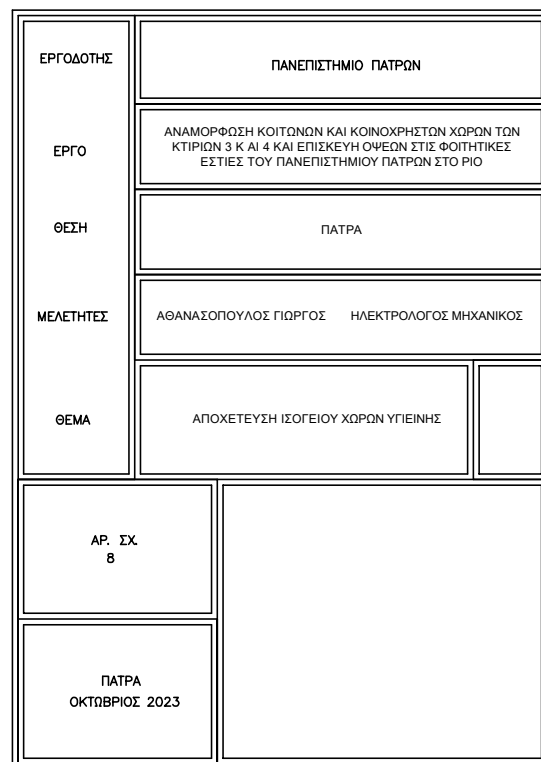 ΕΡΓΟΔΟΤΗΣ
ΠΑΝΕΠΙΣΤΗΜΙΟ ΠΑΤΡΩΝ
ΕΡΓΟ
ΑΝΑΜΟΡΦΩΣΗ ΚΟΙΤΩΝΩΝ ΚΑΙ ΚΟΙΝΟΧΡΗΣΤΩΝ ΧΩΡΩΝ ΤΩΝ
ΚΤΙΡΙΩΝ 3 Κ ΑΙ 4 ΚΑΙ ΕΠΙΣΚΕΥΗ ΟΨΕΩΝ ΣΤΙΣ ΦΟΙΤΗΤΙΚΕΣ
ΕΣΤΙΕΣ ΤΟΥ ΠΑΝΕΠΙΣΤΗΜΙΟΥ ΠΑΤΡΩΝ ΣΤΟ ΡΙΟ
ΘΕΣΗ
ΠΑΤΡΑ
ΜΕΛΕΤΗΤΕΣ
ΑΘΑΝΑΣΟΠΟΥΛΟΣ ΓΙΩΡΓΟΣ ΗΛΕΚΤΡΟΛΟΓΟΣ ΜΗΧΑΝΙΚΟΣ
ΘΕΜΑ
ΑΠΟΧΕΤΕΥΣΗ ΙΣΟΓΕΙΟΥ ΧΩΡΩΝ ΥΓΙΕΙΝΗΣ
ΑΡ. ΣΧ.
8
ΠΑΤΡΑ
ΟΚΤΩΒΡΙΟΣ 2023